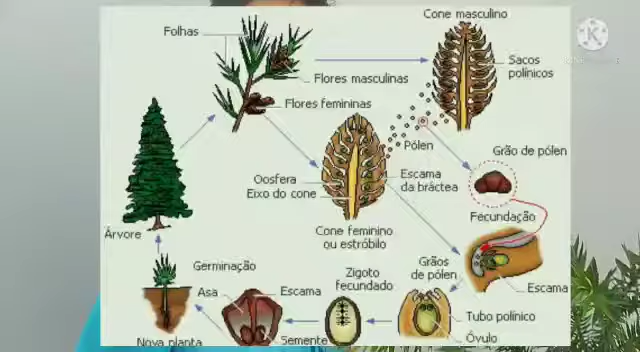 Cone masculino
Folhas
Sacos
polínicos
Flores masculinas
Flores femininas
Pólen
Grão de pólen
Oosfera
Eixo do cone
Escama
da bráctea
Fecundação
Cone feminino
ou estróbilo
Árvore
Germinação
Zigoto
fecundado
Grãos
de pólen
Escama
Asa
Escama
Tubo polínico
Nova planta
Semente
Óvulo